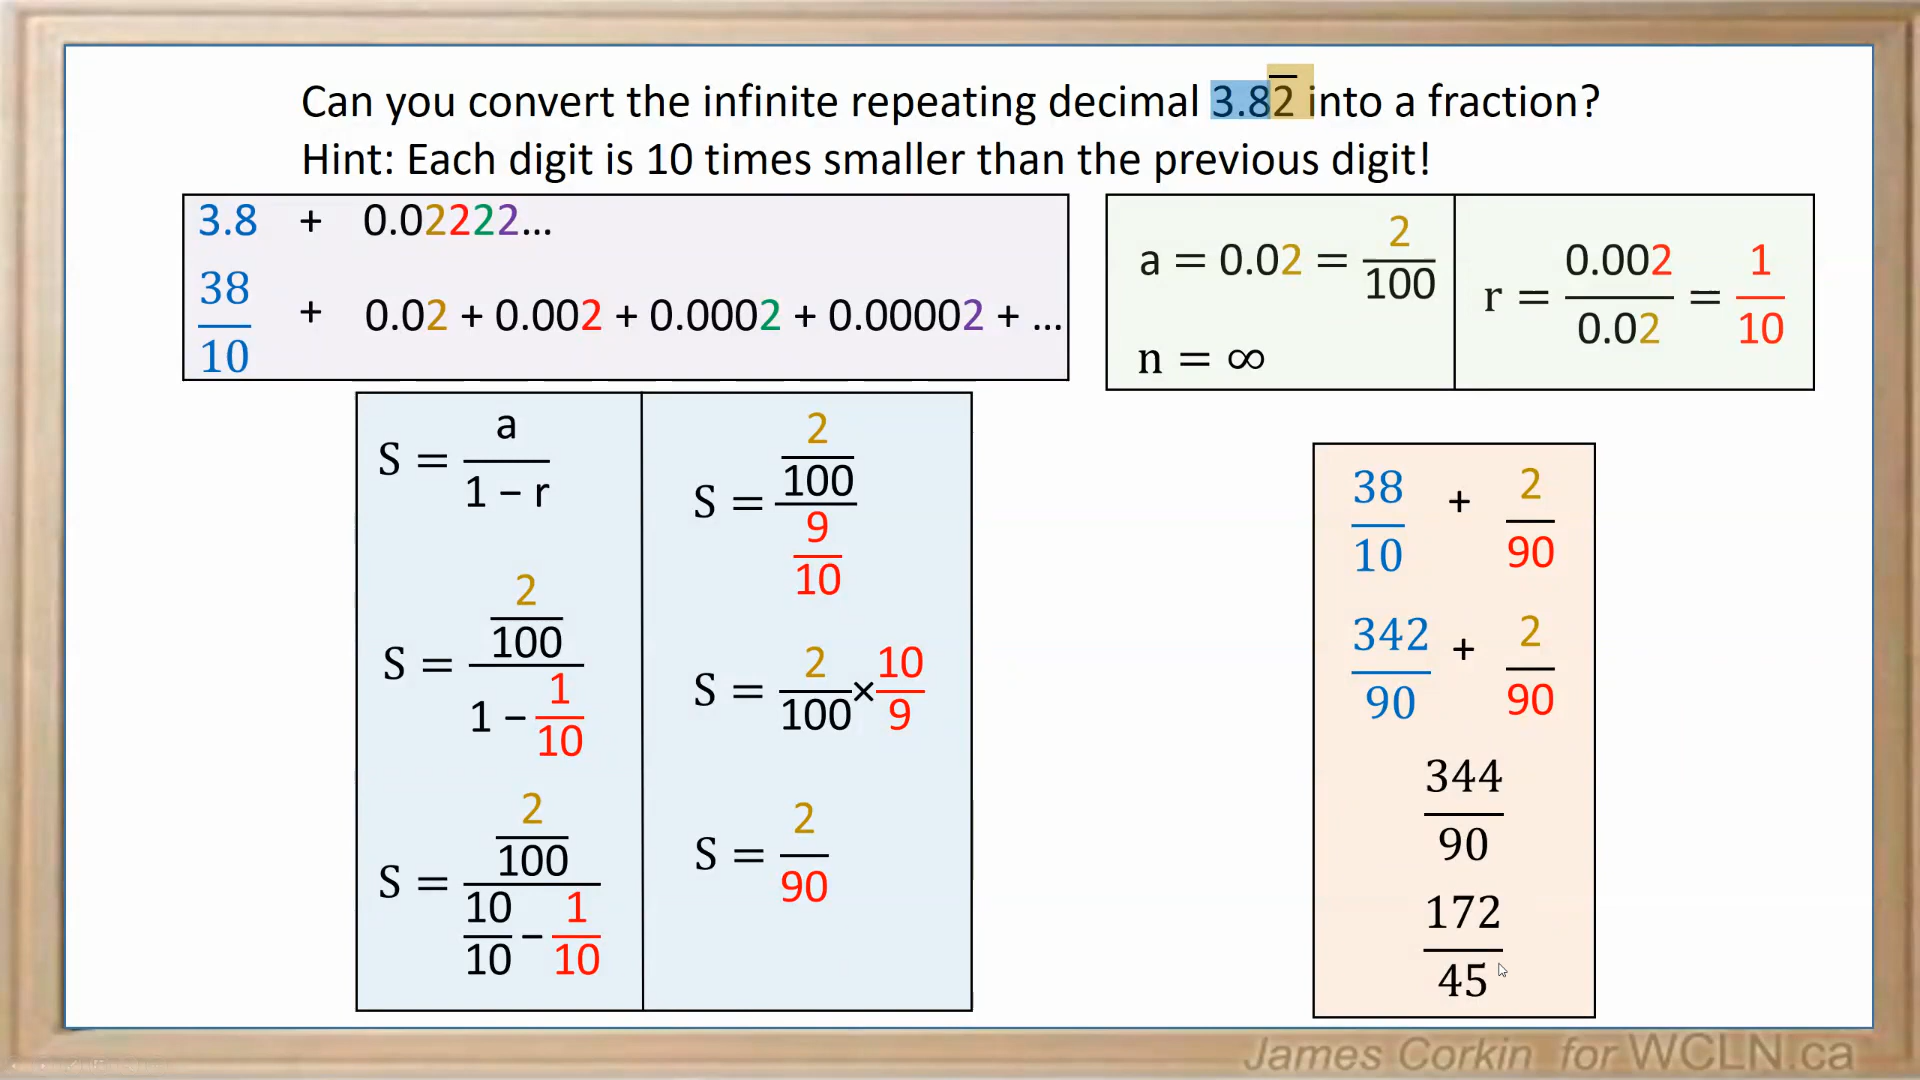 Can you convert the infinite repeating decimal 3.82̅ into a fraction?
Hint: Each digit is 10 times smaller than the previous digit!
3.8 + 0.02222...
38/10 + 0.02 + 0.002 + 0.0002 + 0.00002 + ...
a = 0.02 = 2/100
n = ∞
r = 0.002/0.02 = 1/10
S = a/(1 − r)
S = (2/100)/(1 − 1/10)
S = (2/100)/(10/10 − 1/10)
S = (2/100)/(9/10)
S = 2/100 × 10/9
S = 2/90
38/10 + 2/90
342/90 + 2/90
344/90
172/45
James Corkin for WCLN.ca